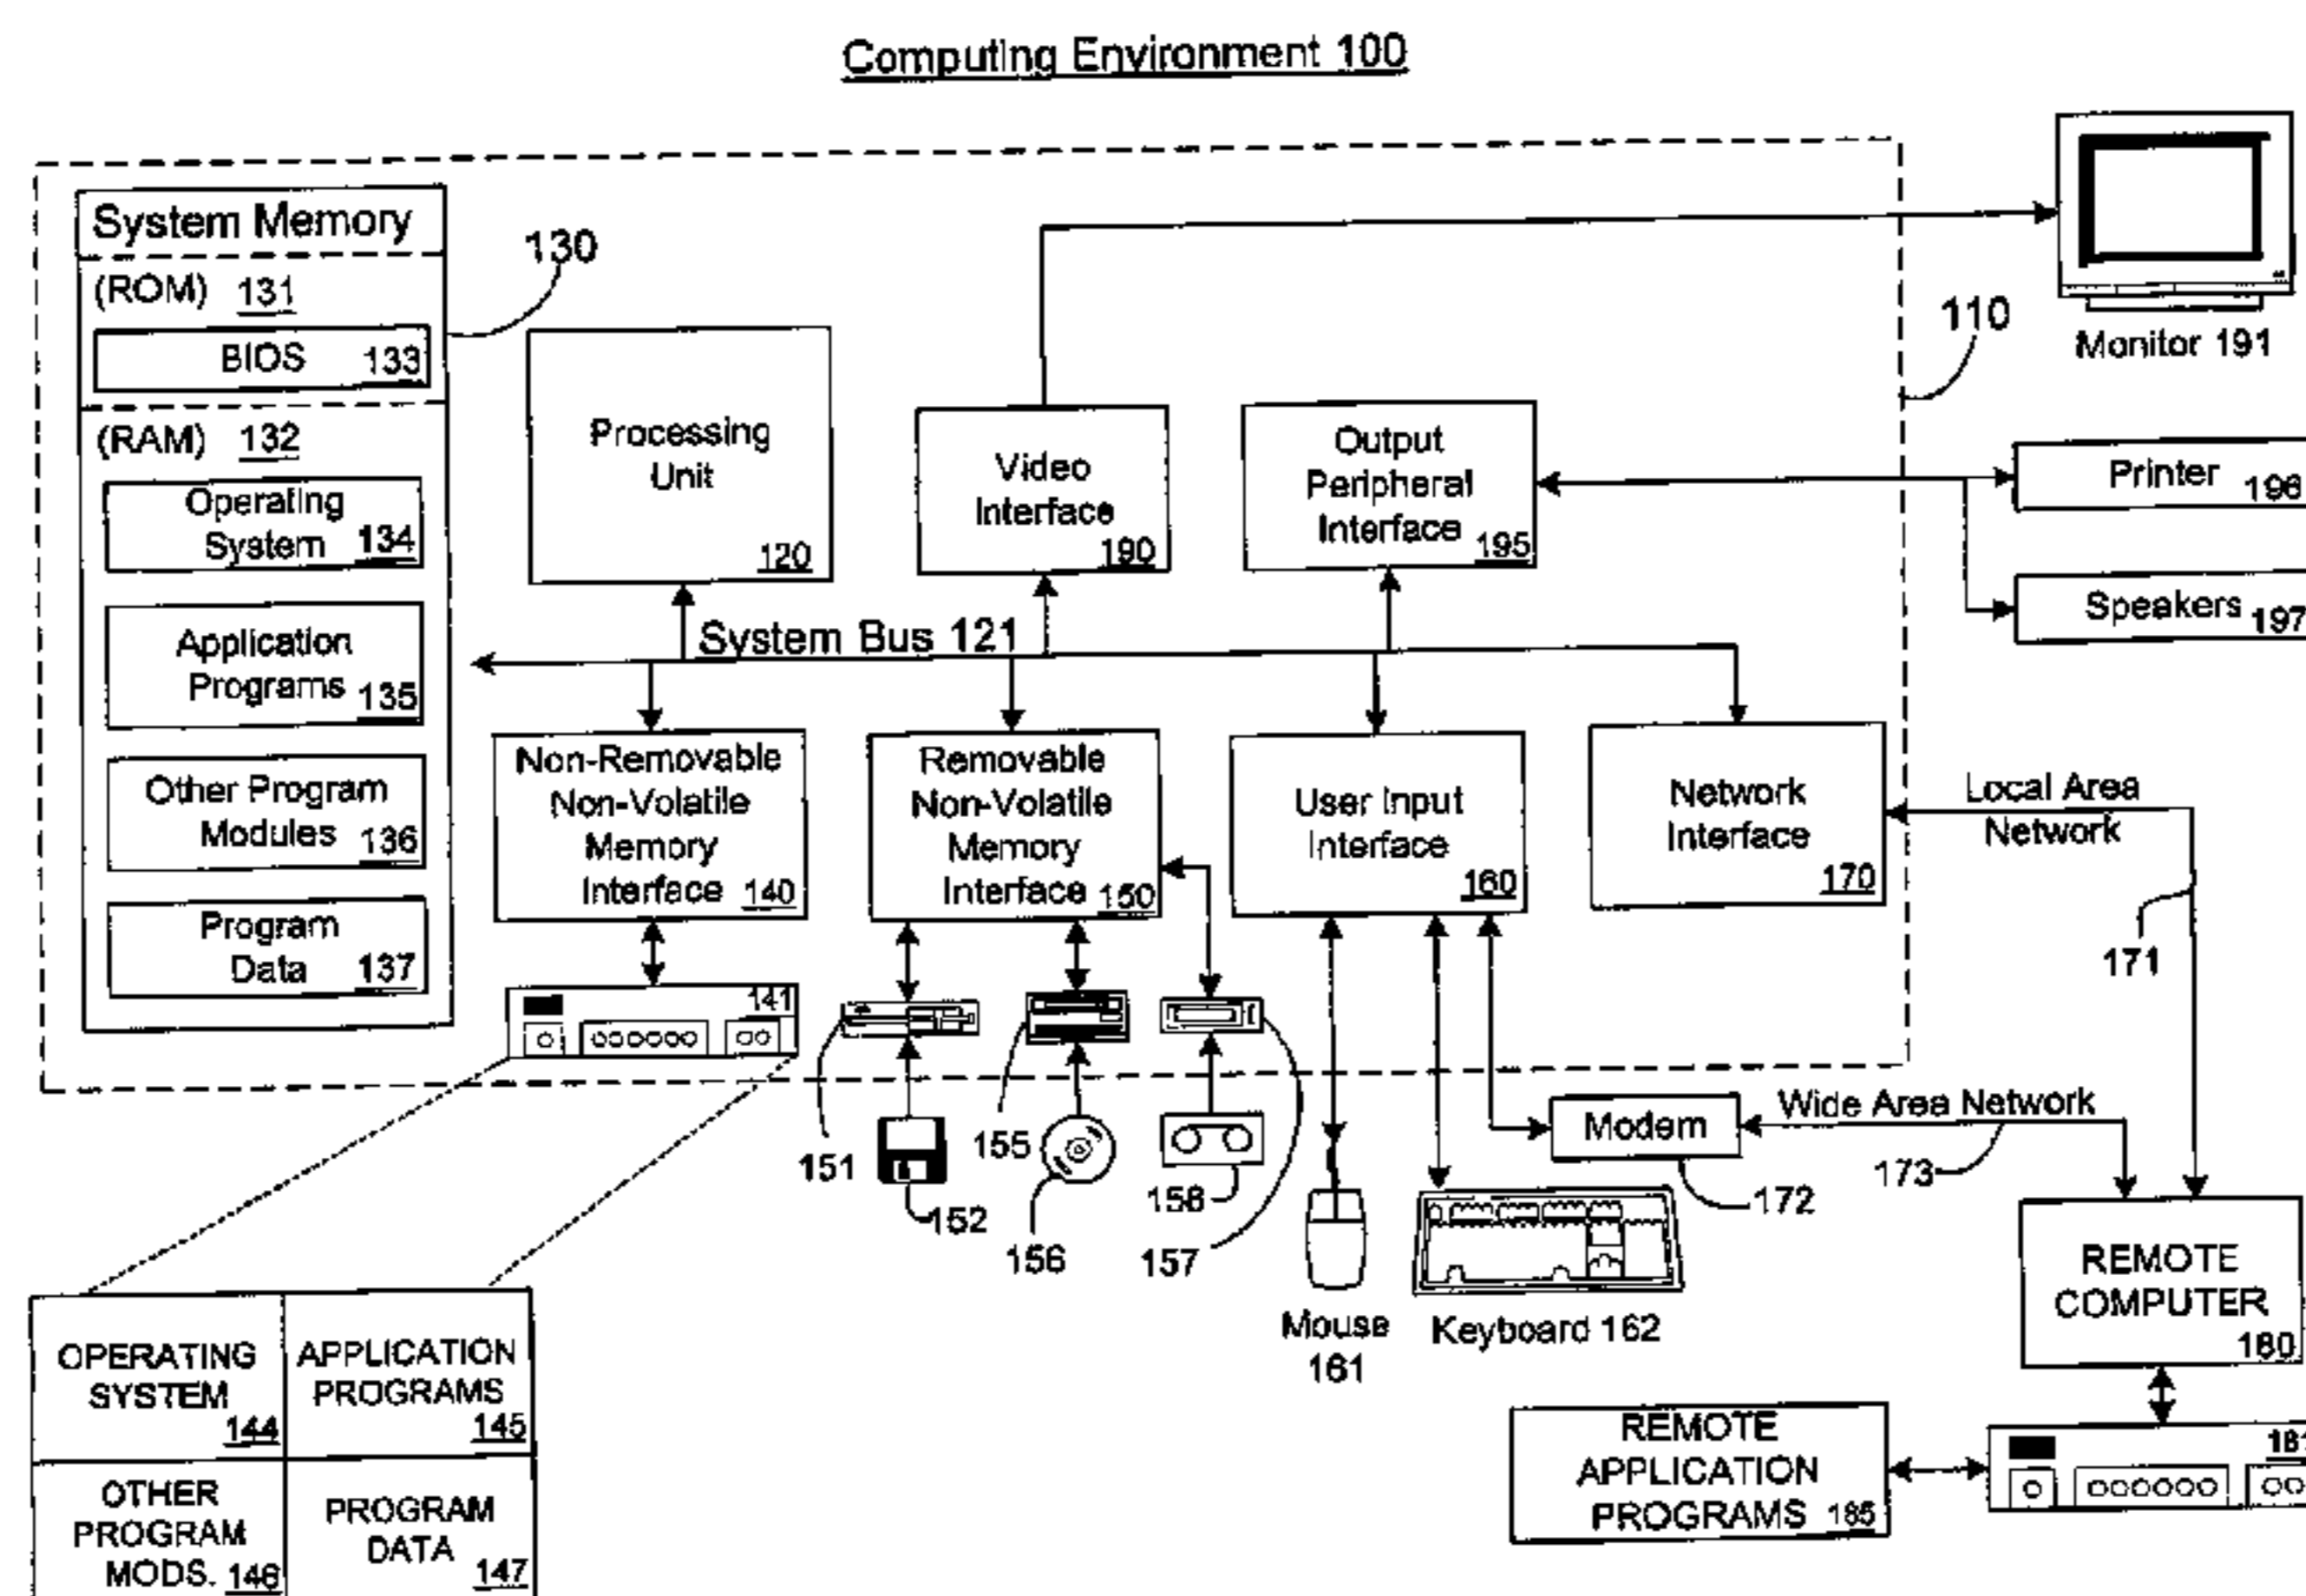 Computing Environment 100
System Memory
(ROM) 131
BIOS 133
(RAM) 132
Operating
System 134
Application
Programs 135
Other Program
Modules 136
Program
Data 137
130
Processing
Unit
120
Video
Interface
190
Output
Peripheral
Interface 195
110
Monitor 191
Printer 196
Speakers 197
System Bus 121
Non-Removable
Non-Volatile
Memory
Interface 140
Removable
Non-Volatile
Memory
Interface 150
User Input
Interface
160
Network
Interface
170
Local Area
Network
171
141
151
152
155
156
158
157
Modem
172
Wide Area Network
173
Mouse
161
Keyboard 162
REMOTE
COMPUTER
180
181
REMOTE
APPLICATION
PROGRAMS 185
OPERATING
SYSTEM
144
APPLICATION
PROGRAMS
145
OTHER
PROGRAM
MODS. 146
PROGRAM
DATA
147